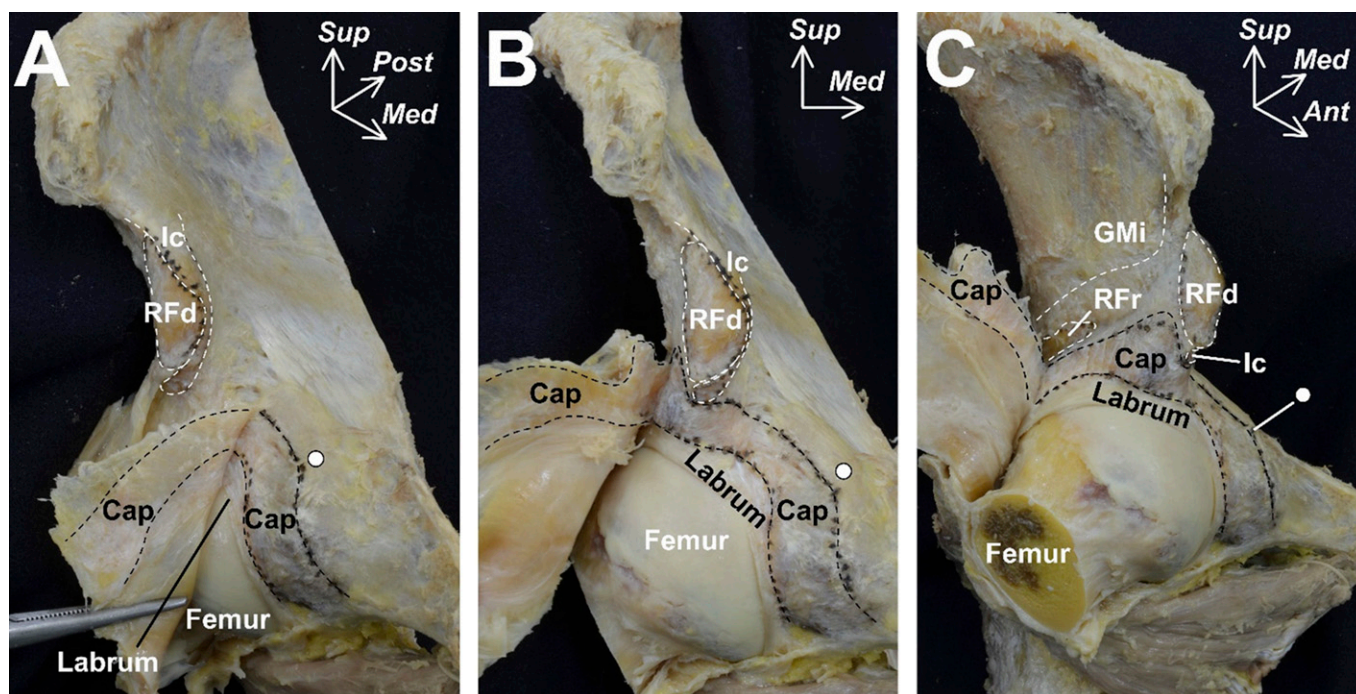 A
Sup
Post
Med
Ic
RFd
Cap
Cap
Femur
Labrum
B
Sup
Med
Ic
RFd
Cap
Labrum
Cap
Femur
C
Sup
Med
Ant
GMi
Cap
RFr
RFd
Cap
Ic
Labrum
Femur